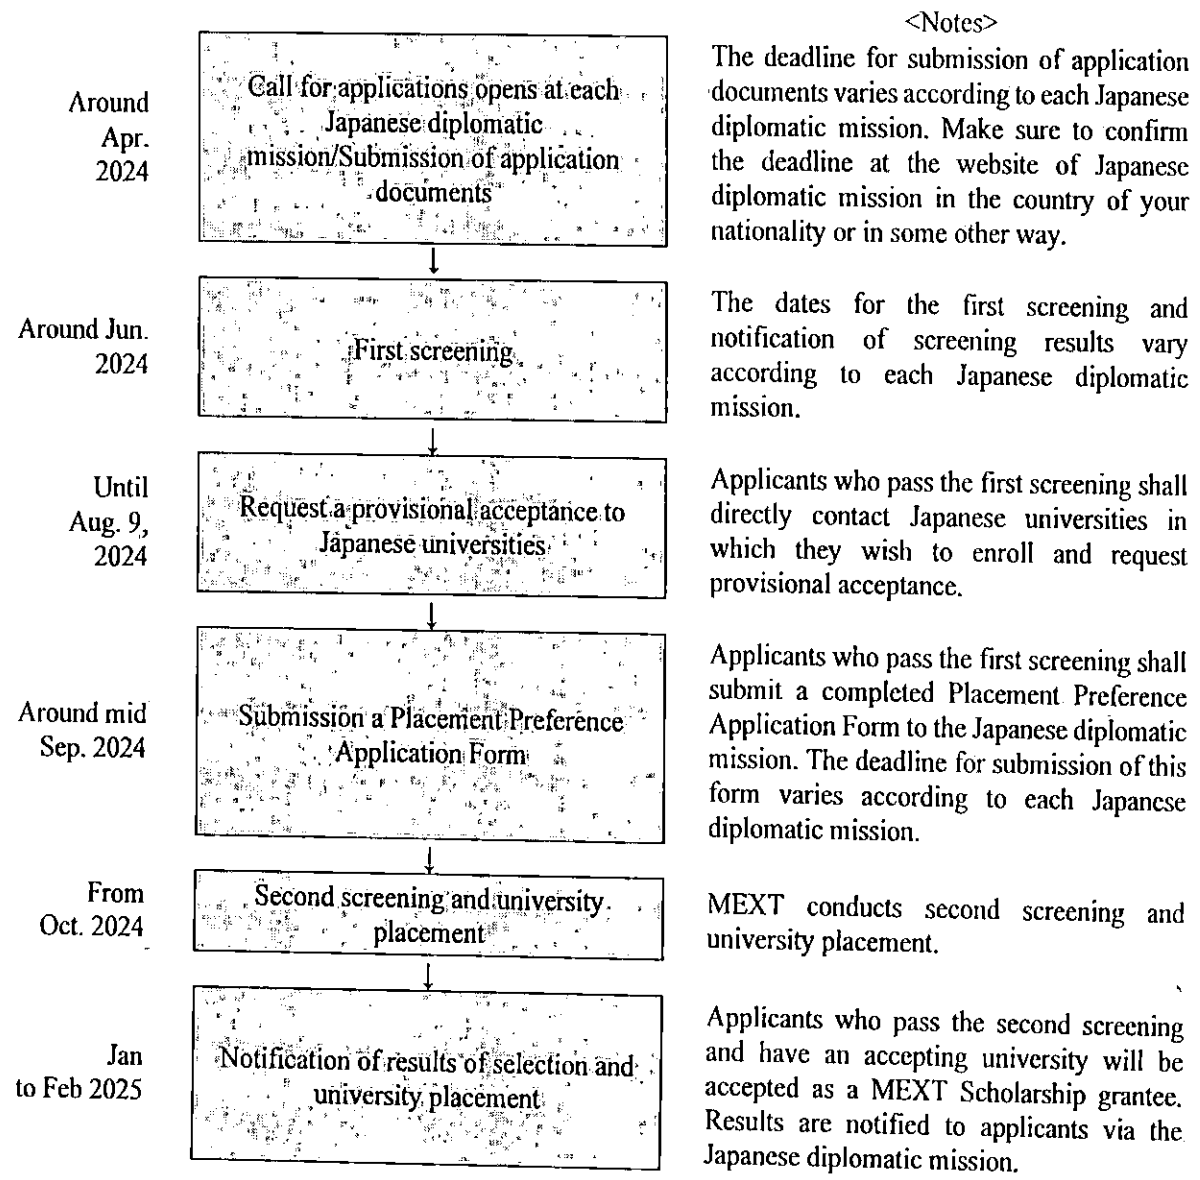 <Notes>
Around
Apr.
2024
Call for applications opens at each
Japanese diplomatic
mission/Submission of application
documents
The deadline for submission of application
documents varies according to each Japanese
diplomatic mission. Make sure to confirm
the deadline at the website of Japanese
diplomatic mission in the country of your
nationality or in some other way.
Around Jun.
2024
First screening
The dates for the first screening and
notification of screening results vary
according to each Japanese diplomatic
mission.
Until
Aug. 9,
2024
Request a provisional acceptance to
Japanese universities
Applicants who pass the first screening shall
directly contact Japanese universities in
which they wish to enroll and request
provisional acceptance.
Around mid
Sep. 2024
Submission a Placement Preference
Application Form
Applicants who pass the first screening shall
submit a completed Placement Preference
Application Form to the Japanese diplomatic
mission. The deadline for submission of this
form varies according to each Japanese
diplomatic mission.
From
Oct. 2024
Second screening and university
placement
MEXT conducts second screening and
university placement.
Jan
to Feb 2025
Notification of results of selection and
university placement
Applicants who pass the second screening
and have an accepting university will be
accepted as a MEXT Scholarship grantee.
Results are notified to applicants via the
Japanese diplomatic mission.